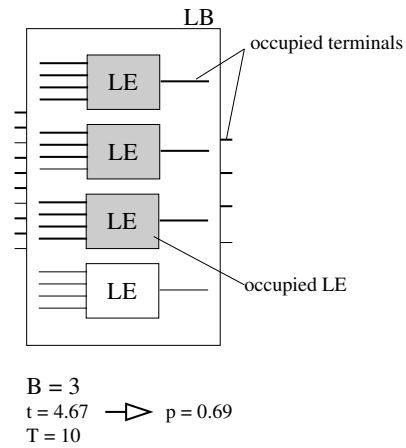 LB
occupied terminals
LE
LE
LE
occupied LE
LE
B = 3
t = 4.67 p = 0.69
T = 10